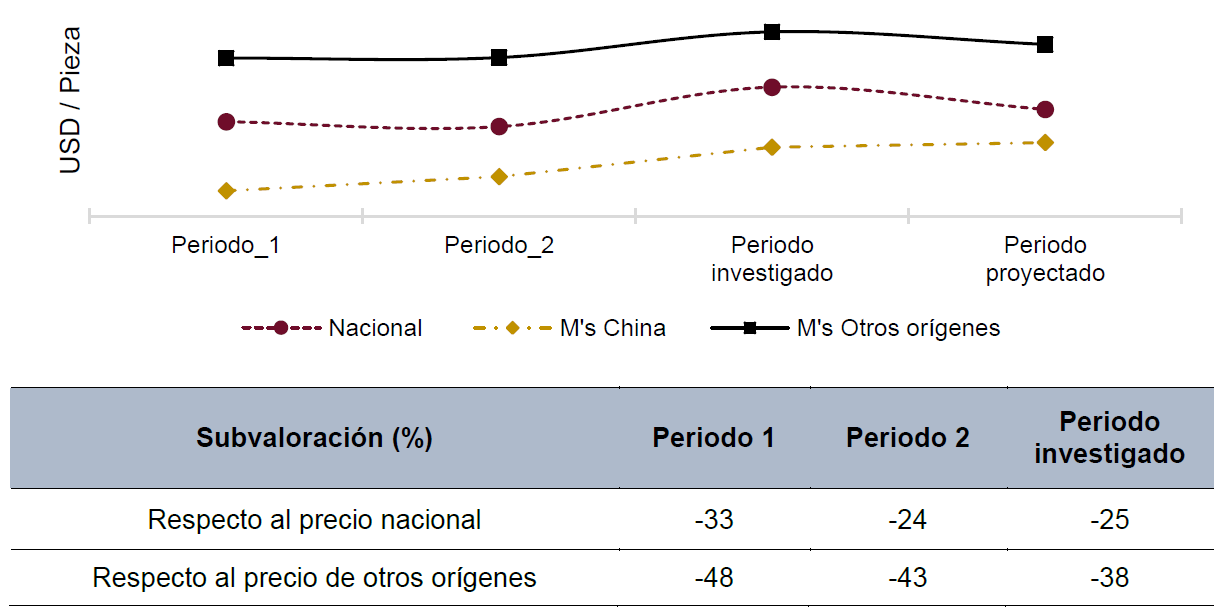 USD / Pieza
Periodo_1
Periodo_2
Periodo
investigado
Periodo
proyectado
Nacional
M's China
M's Otros orígenes
Subvaloración (%)
Periodo 1
Periodo 2
Periodo
investigado
Respecto al precio nacional
-33
-24
-25
Respecto al precio de otros orígenes
-48
-43
-38